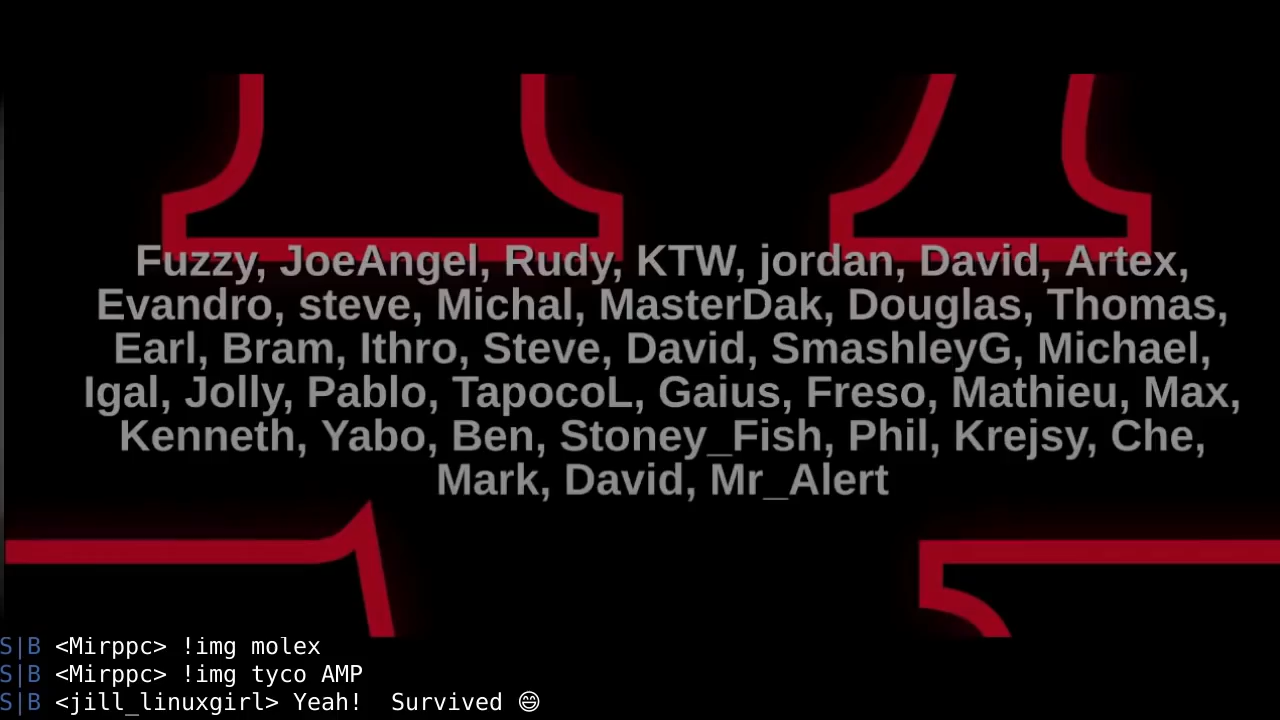 Fuzzy, JoeAngel, Rudy, KTW, jordan, David, Artex,
Evandro, steve, Michal, MasterDak, Douglas, Thomas,
Earl, Bram, Ithro, Steve, David, SmashleyG, Michael,
Igal, Jolly, Pablo, TapocoL, Gaius, Freso, Mathieu, Max,
Kenneth, Yabo, Ben, Stoney_Fish, Phil, Krejsy, Che,
Mark, David, Mr_Alert
S|B <Mirppc> !img molex
S|B <Mirppc> !img tyco AMP
S|B <jill_linuxgirl> Yeah!  Survived 😄